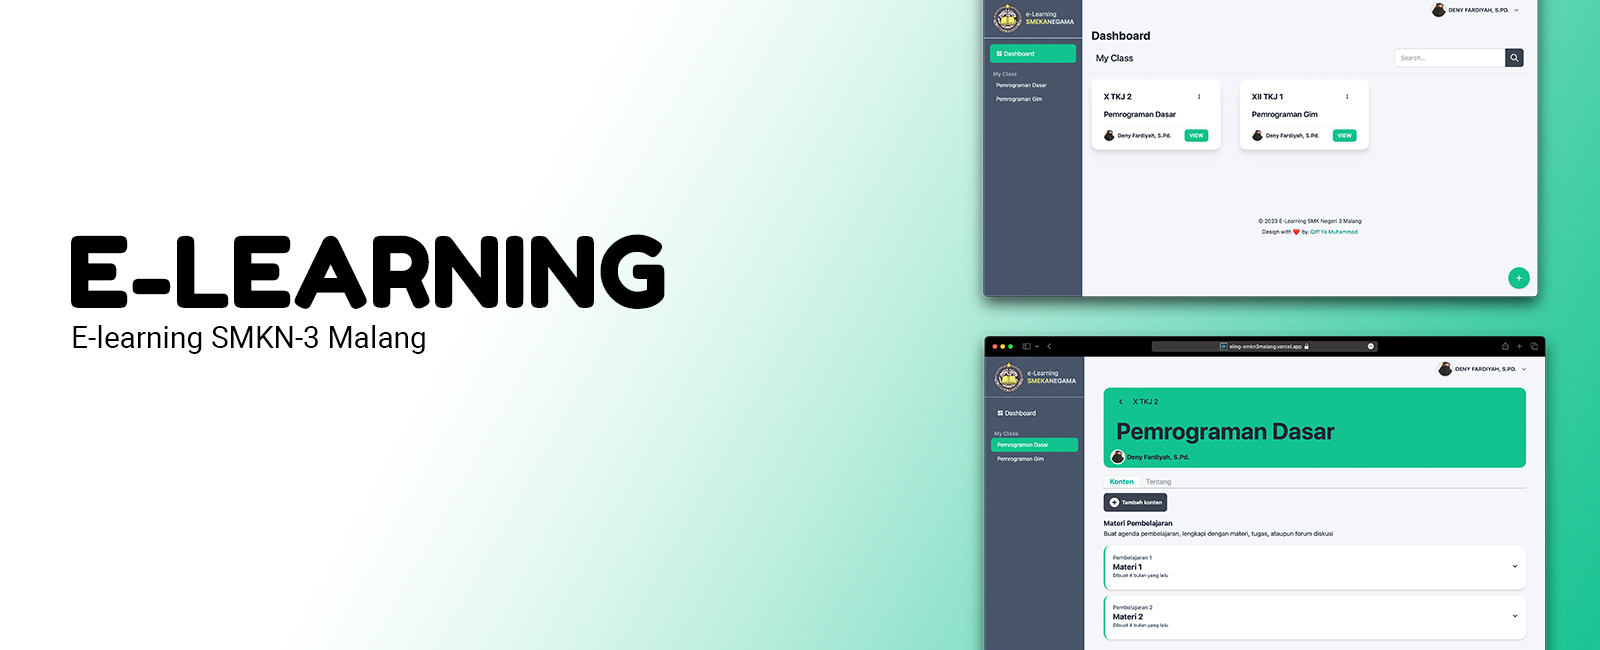 E-LEARNING
E-learning SMKN-3 Malang
e-Learning
SMEKANEGAMA
DENY FARDIYAH, S.PD.
Dashboard
My Class
Pemrograman Dasar
Pemrograman Gim
Dashboard
My Class
Search...
X TKJ 2
Pemrograman Dasar
Deny Fardiyah, S.Pd.
VIEW
XII TKJ 1
Pemrograman Gim
Deny Fardiyah, S.Pd.
VIEW
© 2023 E-Learning SMK Negeri 3 Malang
Design with ❤️ by. Qiff Ya Muhammad
+
eling-smkn3malang.vercel.app
e-Learning
SMEKANEGAMA
DENY FARDIYAH, S.PD.
Dashboard
My Class
Pemrograman Dasar
Pemrograman Gim
X TKJ 2
Pemrograman Dasar
Deny Fardiyah, S.Pd.
Konten Tentang
Tambah konten
Materi Pembelajaran
Buat agenda pembelajaran, lengkapi dengan materi, tugas, ataupun forum diskusi
Pembelajaran 1
Materi 1
Dibuat 4 bulan yang lalu
Pembelajaran 2
Materi 2
Dibuat 4 bulan yang lalu